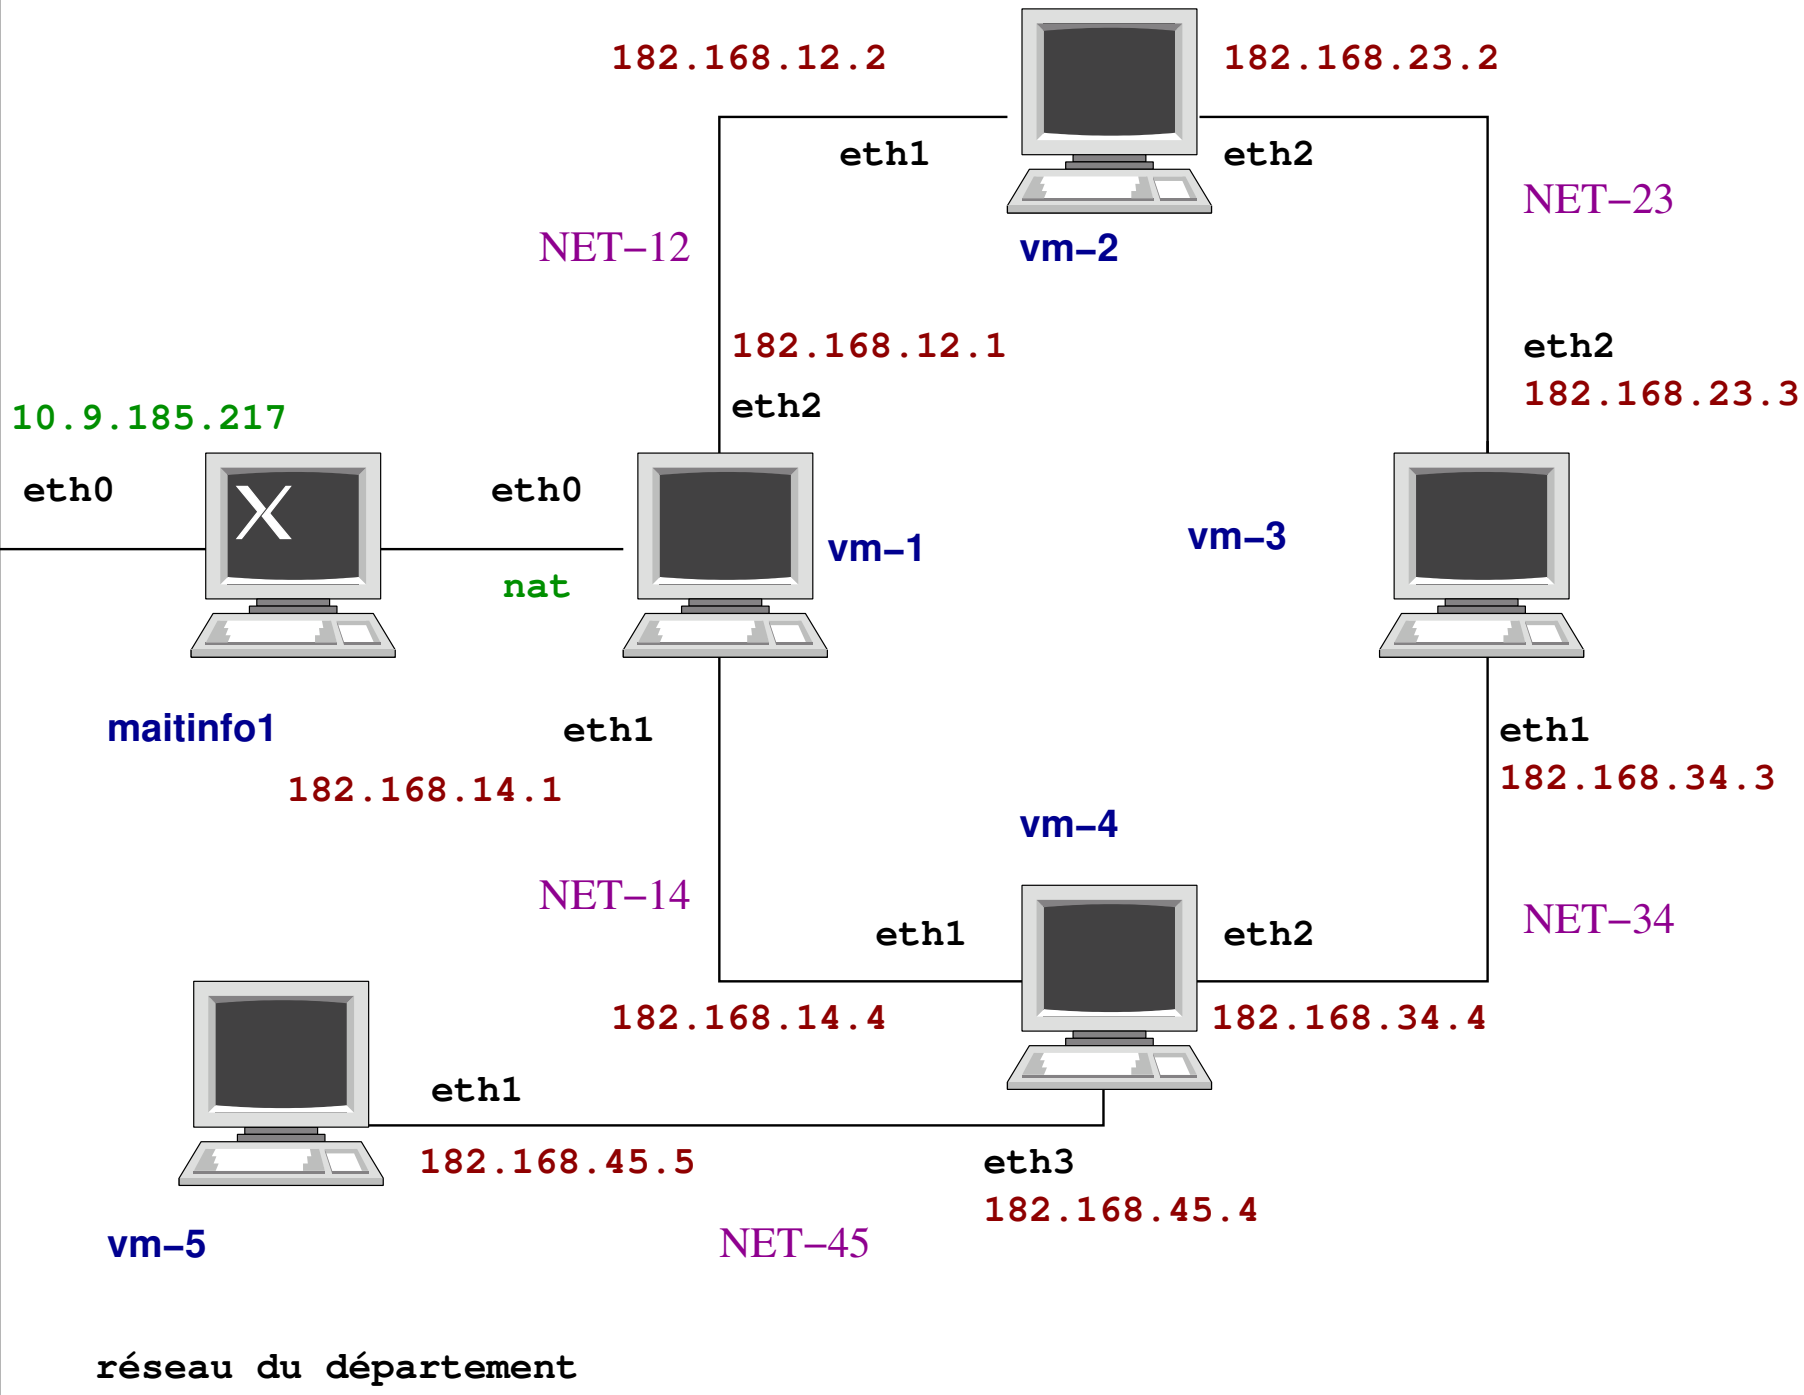 182.168.12.2
182.168.23.2
eth1
eth2
NET−23
NET−12
vm−2
182.168.12.1
eth2
182.168.23.3
eth2
10.9.185.217
eth0
eth0
X
vm−1
vm−3
nat
maitinfo1
eth1
eth1
182.168.34.3
182.168.14.1
vm−4
NET−14
eth1
eth2
NET−34
182.168.14.4
182.168.34.4
eth1
182.168.45.5
eth3
182.168.45.4
vm−5
NET−45
réseau du département